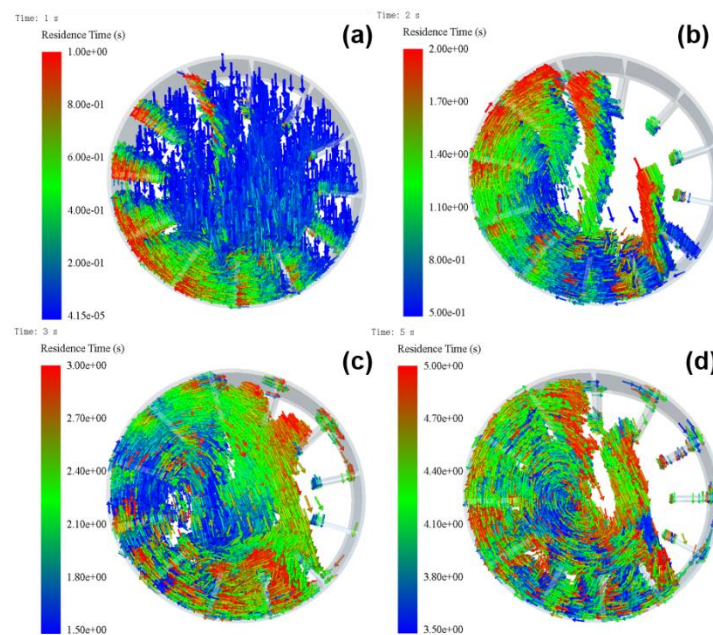 Time: 1 s
(a)
Residence Time (s)
1.00e+00
8.00e-01
6.00e-01
4.00e-01
2.00e-01
4.15e-05
Time: 2 s
(b)
Residence Time (s)
2.00e+00
1.70e+00
1.40e+00
1.10e+00
8.00e-01
5.00e-01
Time: 3 s
(c)
Residence Time (s)
3.00e+00
2.70e+00
2.40e+00
2.10e+00
1.80e+00
1.50e+00
Time: 5 s
(d)
Residence Time (s)
5.00e+00
4.70e+00
4.40e+00
4.10e+00
3.80e+00
3.50e+00